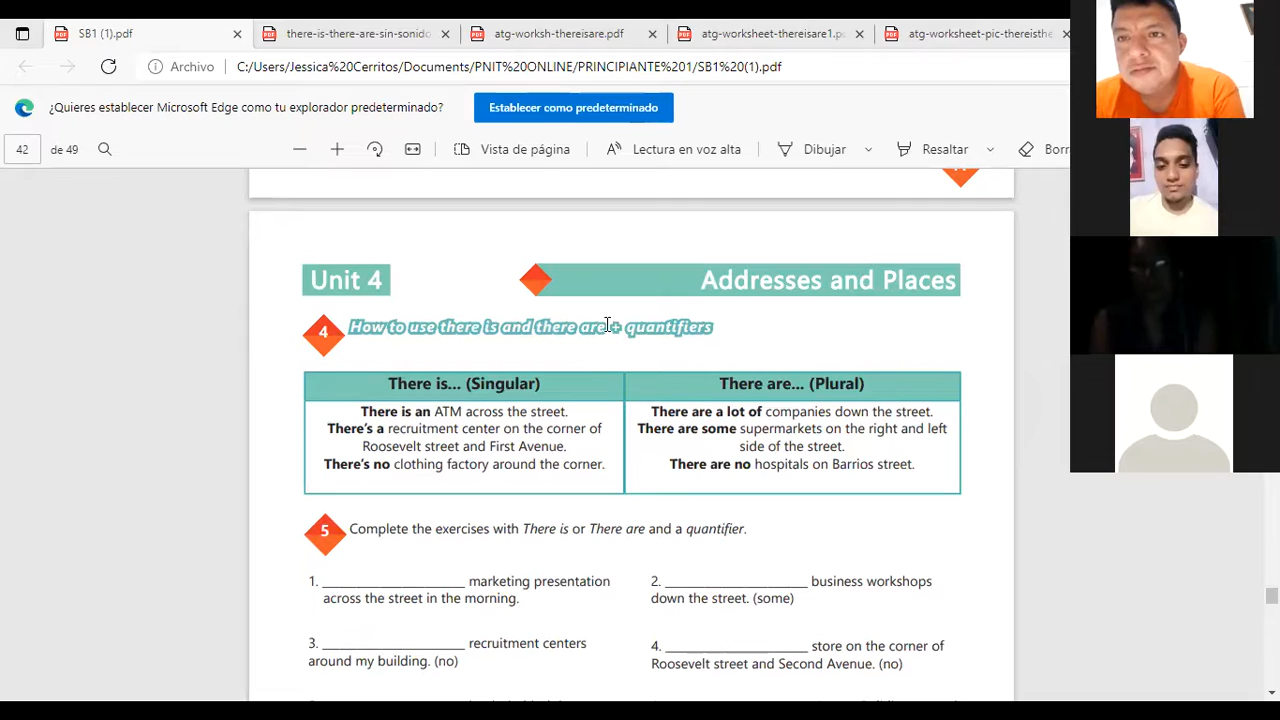 SB1 (1).pdf
there-is-there-are-sin-sonido
atg-worksh-thereisare.pdf
atg-worksheet-thereisare1.p
atg-worksheet-pic-thereisthe
Archivo C:/Users/Jessica%20Cerritos/Documents/PNIT%20ONLINE/PRINCIPIANTE%201/SB1%20(1).pdf
¿Quieres establecer Microsoft Edge como tu explorador predeterminado? Establecer como predeterminado
42 de 49 Vista de página Lectura en voz alta Dibujar Resaltar Borr
Unit 4 Addresses and Places
4 How to use there is and there are + quantifiers
There is... (Singular)
There is an ATM across the street.
There's a recruitment center on the corner of
Roosevelt street and First Avenue.
There's no clothing factory around the corner.
There are... (Plural)
There are a lot of companies down the street.
There are some supermarkets on the right and left
side of the street.
There are no hospitals on Barrios street.
5 Complete the exercises with There is or There are and a quantifier.
1. ____________________ marketing presentation
across the street in the morning.
2. ____________________ business workshops
down the street. (some)
3. ____________________ recruitment centers
around my building. (no)
4. ____________________ store on the corner of
Roosevelt street and Second Avenue. (no)